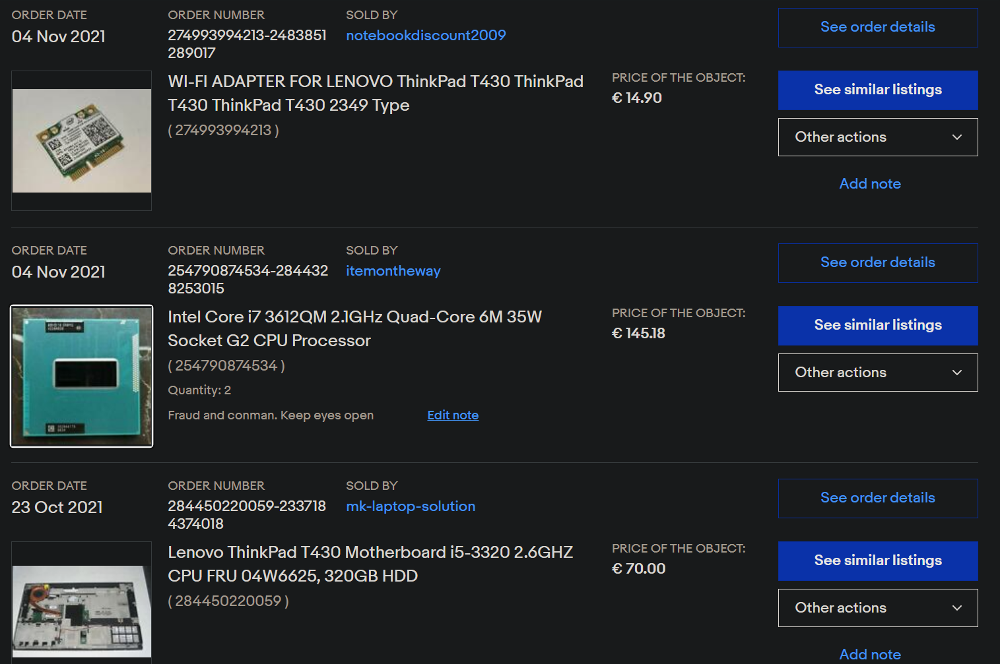 ORDER DATE
04 Nov 2021
ORDER NUMBER
274993994213-2483851
289017
SOLD BY
notebookdiscount2009
See order details
WI-FI ADAPTER FOR LENOVO ThinkPad T430 ThinkPad
T430 ThinkPad T430 2349 Type
( 274993994213 )
PRICE OF THE OBJECT:
€ 14.90
See similar listings
Other actions
Add note
ORDER DATE
04 Nov 2021
ORDER NUMBER
254790874534-284432
8253015
SOLD BY
itemontheway
See order details
Intel Core i7 3612QM 2.1GHz Quad-Core 6M 35W
Socket G2 CPU Processor
( 254790874534 )
Quantity: 2
Fraud and conman. Keep eyes open
Edit note
PRICE OF THE OBJECT:
€ 145.18
See similar listings
Other actions
ORDER DATE
23 Oct 2021
ORDER NUMBER
284450220059-233718
4374018
SOLD BY
mk-laptop-solution
See order details
Lenovo ThinkPad T430 Motherboard i5-3320 2.6GHZ
CPU FRU 04W6625, 320GB HDD
( 284450220059 )
PRICE OF THE OBJECT:
€ 70.00
See similar listings
Other actions
Add note